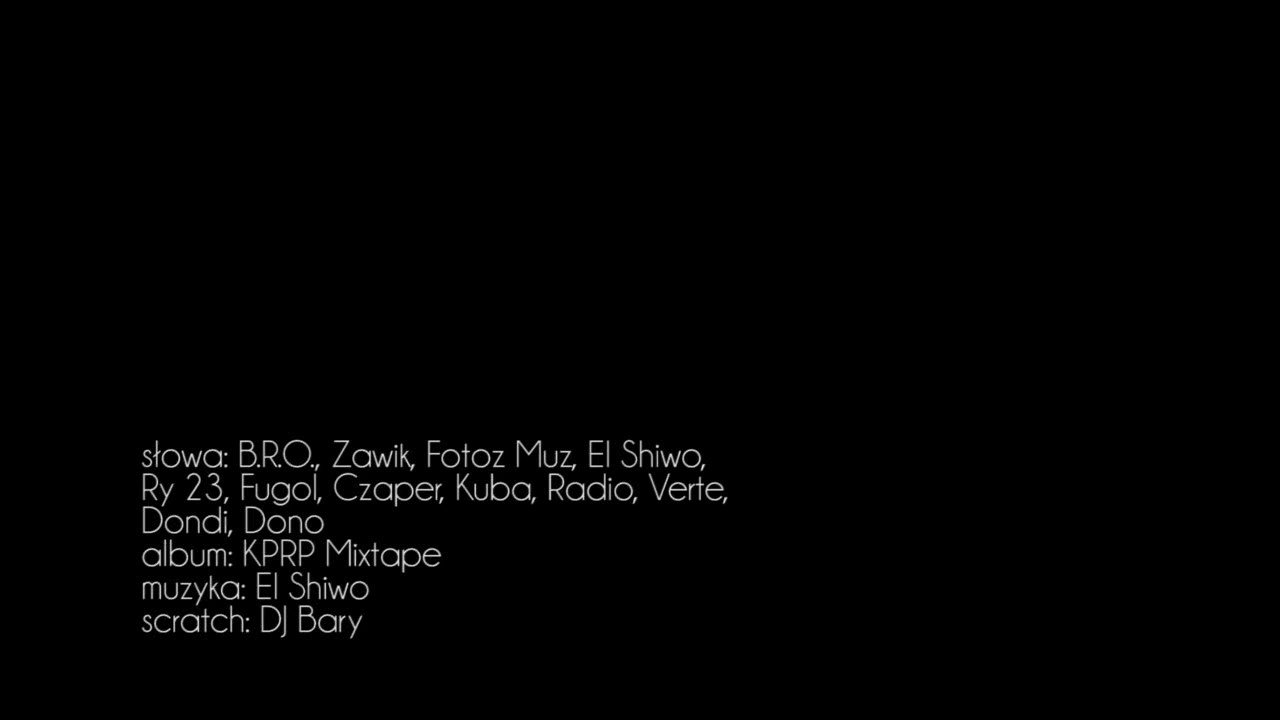 słowa: B.R.O., Zawik, Fotoz Muz, El Shiwo,
Ry 23, Fugol, Czaper, Kuba, Radio, Verte,
Dondi, Dono
album: KPRP Mixtape
muzyka: El Shiwo
scratch: DJ Bary